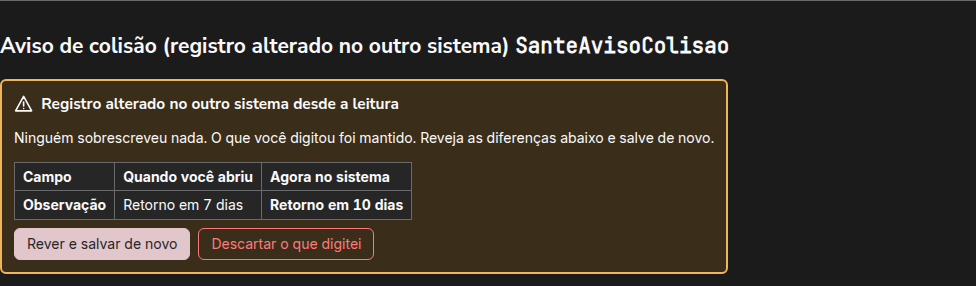 Aviso de colisão (registro alterado no outro sistema) SanteAvisoColisao
Registro alterado no outro sistema desde a leitura
Ninguém sobrescreveu nada. O que você digitou foi mantido. Reveja as diferenças abaixo e salve de novo.
Campo Quando você abriu Agora no sistema
Observação Retorno em 7 dias Retorno em 10 dias
Rever e salvar de novo Descartar o que digitei